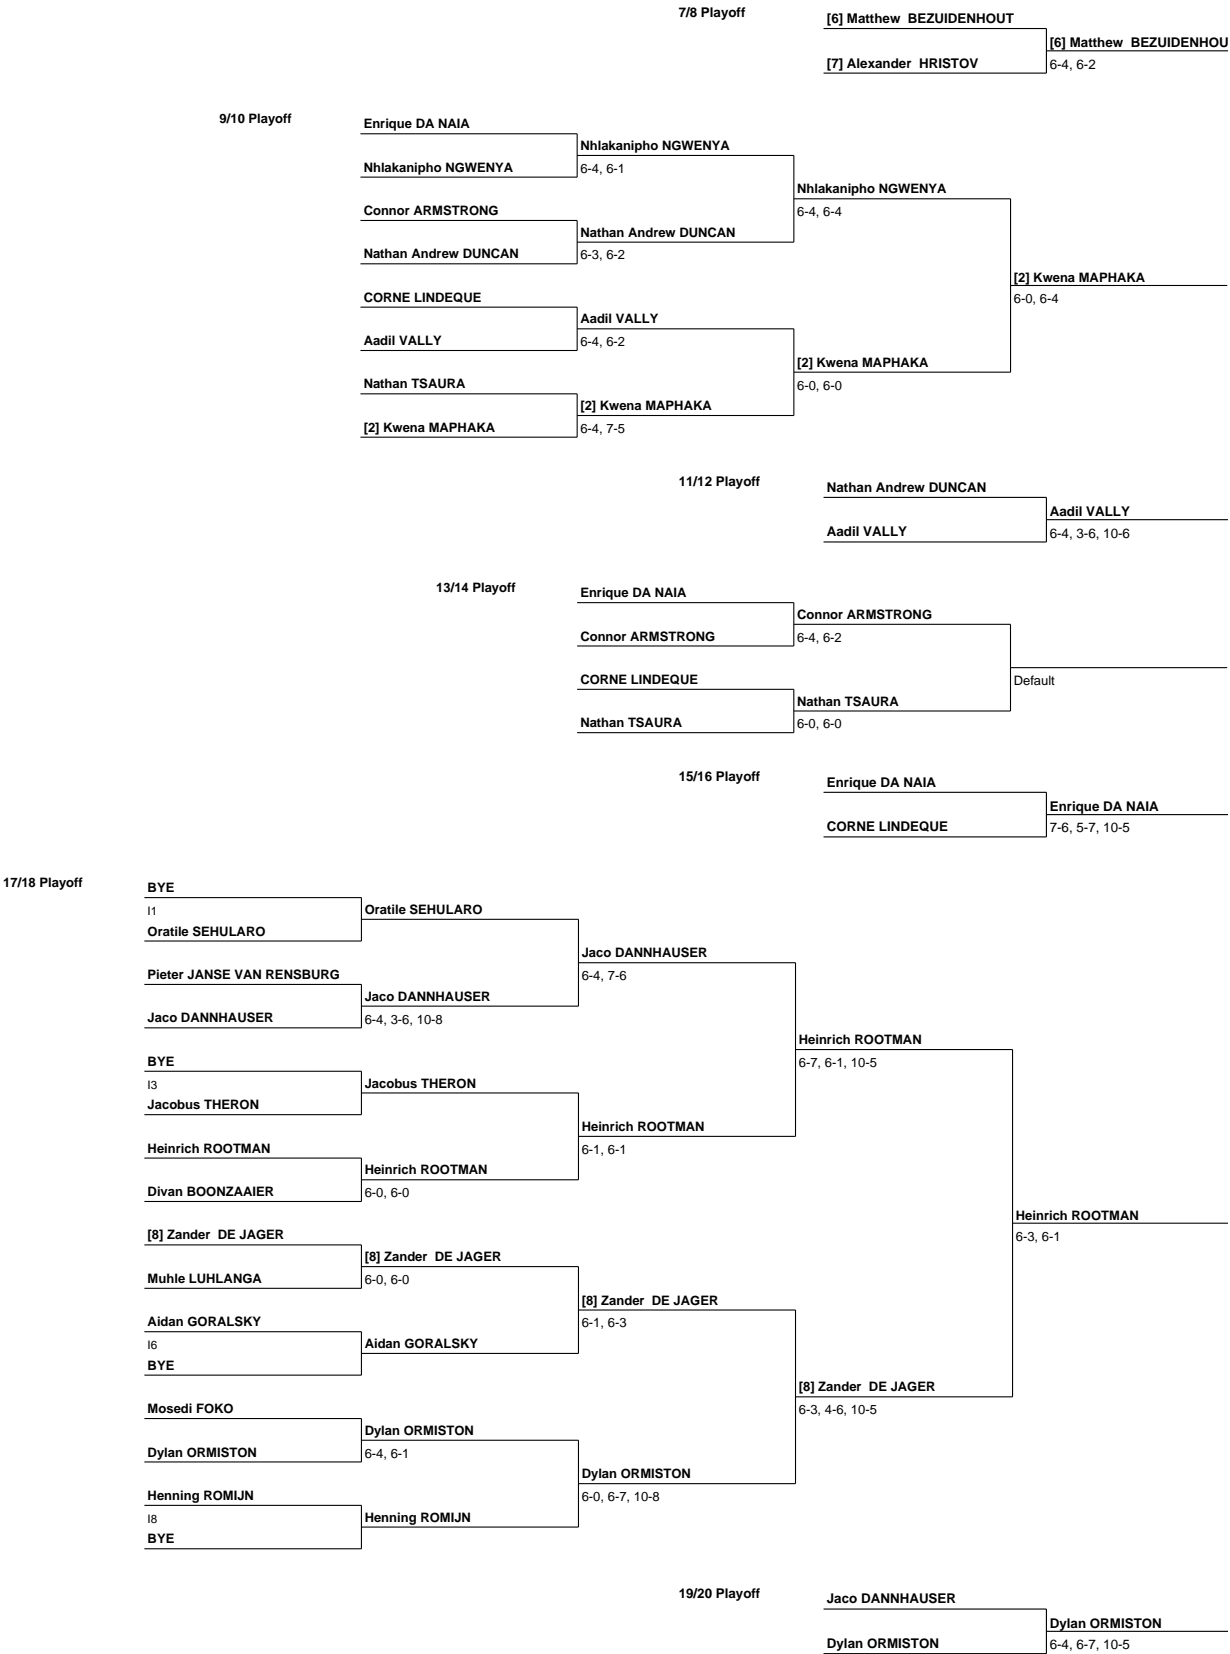 7/8 Playoff
[6] Matthew BEZUIDENHOUT
[6] Matthew BEZUIDENHOU
[7] Alexander HRISTOV
6-4, 6-2
9/10 Playoff
Enrique DA NAIA
Nhlakanipho NGWENYA
Nhlakanipho NGWENYA
6-4, 6-1
Nhlakanipho NGWENYA
6-4, 6-4
Connor ARMSTRONG
Nathan Andrew DUNCAN
Nathan Andrew DUNCAN
6-3, 6-2
[2] Kwena MAPHAKA
6-0, 6-4
CORNE LINDEQUE
Aadil VALLY
Aadil VALLY
6-4, 6-2
[2] Kwena MAPHAKA
6-0, 6-0
Nathan TSAURA
[2] Kwena MAPHAKA
[2] Kwena MAPHAKA
6-4, 7-5
11/12 Playoff
Nathan Andrew DUNCAN
Aadil VALLY
Aadil VALLY
6-4, 3-6, 10-6
13/14 Playoff
Enrique DA NAIA
Connor ARMSTRONG
Connor ARMSTRONG
6-4, 6-2
CORNE LINDEQUE
Default
Nathan TSAURA
Nathan TSAURA
6-0, 6-0
15/16 Playoff
Enrique DA NAIA
Enrique DA NAIA
CORNE LINDEQUE
7-6, 5-7, 10-5
17/18 Playoff
BYE
I1
Oratile SEHULARO
Oratile SEHULARO
Jaco DANNHAUSER
6-4, 7-6
Pieter JANSE VAN RENSBURG
Jaco DANNHAUSER
Jaco DANNHAUSER
6-4, 3-6, 10-8
Heinrich ROOTMAN
6-7, 6-1, 10-5
BYE
I3
Jacobus THERON
Jacobus THERON
Heinrich ROOTMAN
6-1, 6-1
Heinrich ROOTMAN
Heinrich ROOTMAN
Divan BOONZAAIER
6-0, 6-0
Heinrich ROOTMAN
6-3, 6-1
[8] Zander DE JAGER
[8] Zander DE JAGER
Muhle LUHLANGA
6-0, 6-0
[8] Zander DE JAGER
6-1, 6-3
Aidan GORALSKY
I6
Aidan GORALSKY
BYE
[8] Zander DE JAGER
6-3, 4-6, 10-5
Mosedi FOKO
Dylan ORMISTON
Dylan ORMISTON
6-4, 6-1
Dylan ORMISTON
6-0, 6-7, 10-8
Henning ROMIJN
I8
Henning ROMIJN
BYE
19/20 Playoff
Jaco DANNHAUSER
Dylan ORMISTON
Dylan ORMISTON
6-4, 6-7, 10-5